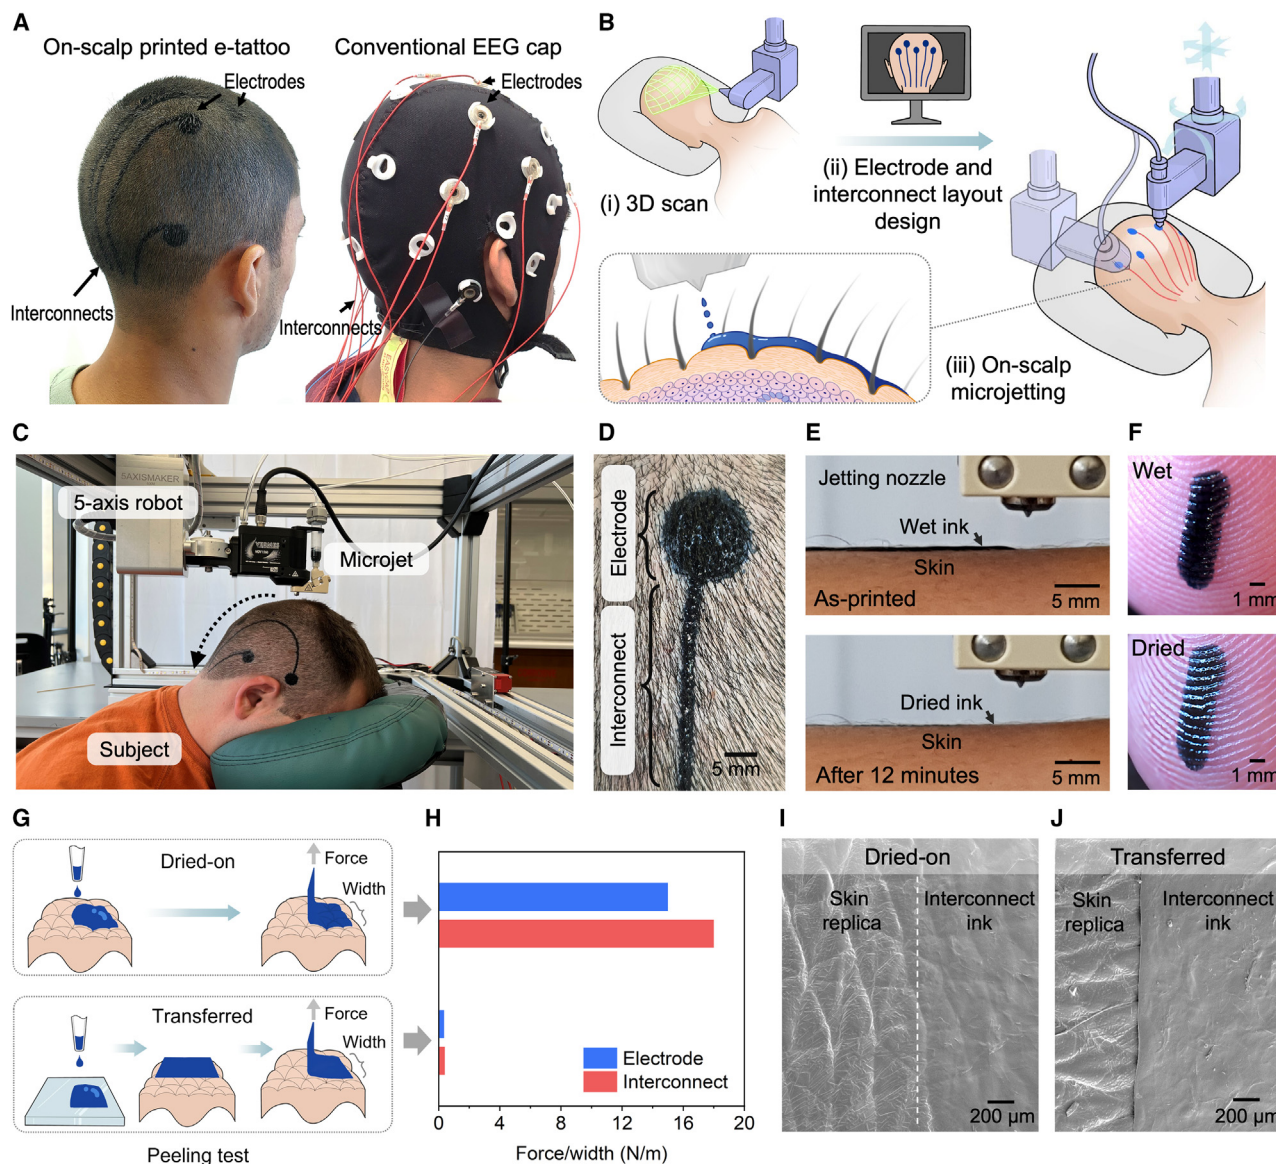 A
On-scalp printed e-tattoo
Conventional EEG cap
Electrodes
Electrodes
Interconnects
Interconnects
B
(i) 3D scan
(ii) Electrode and
interconnect layout
design
(iii) On-scalp
microjetting
C
5AXISMAKER
5-axis robot
Microjet
Subject
D
Electrode
Interconnect
5 mm
E
Jetting nozzle
Wet ink
Skin
As-printed
5 mm
Dried ink
Skin
After 12 minutes
5 mm
F
Wet
1 mm
Dried
1 mm
G
Dried-on
Force
Width
Transferred
Force
Width
Peeling test
H
Electrode
Interconnect
0
4
8
12
16
20
Force/width (N/m)
I
Dried-on
Skin
replica
Interconnect
ink
200 μm
J
Transferred
Skin
replica
Interconnect
ink
200 μm